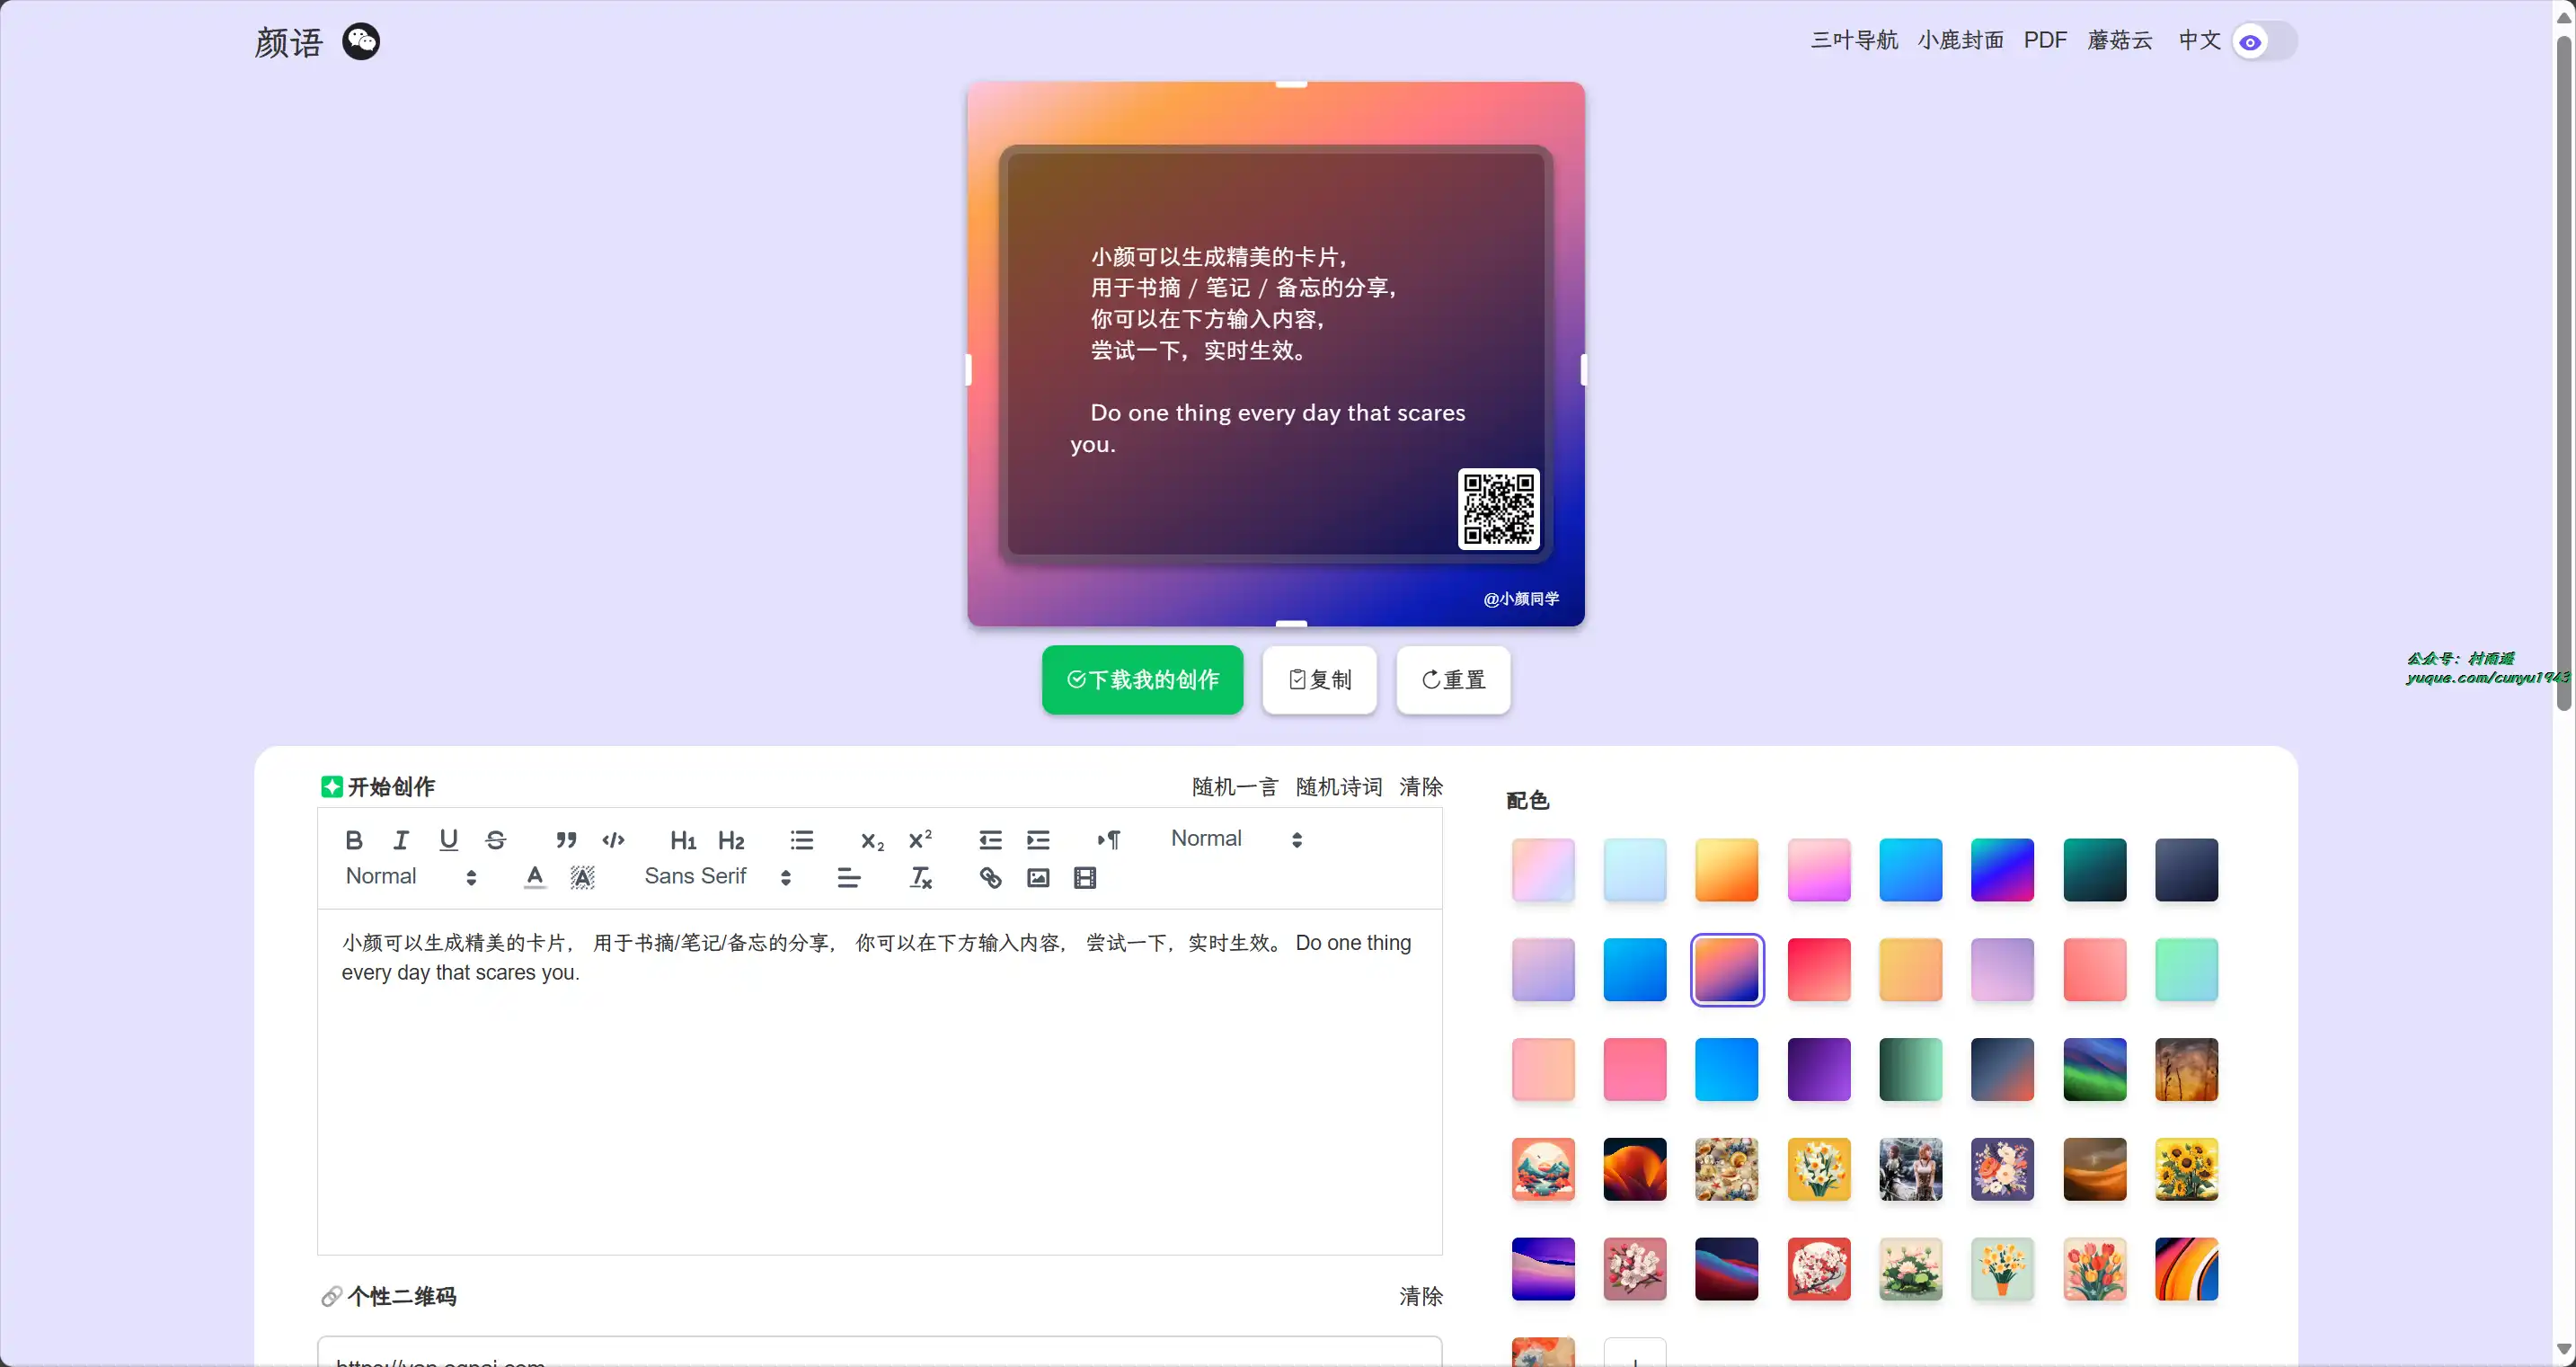 颜语
三叶导航 小鹿封面 PDF 蘑菇云 中文
小颜可以生成精美的卡片，
用于书摘 / 笔记 / 备忘的分享，
你可以在下方输入内容，
尝试一下，实时生效。
Do one thing every day that scares
you.
@小颜同学
下载我的创作 复制 重置
公众号：村雨遥
yuque.com/cunyu1943
开始创作 随机一言 随机诗词 清除
配色
B I U S H1 H2 x2 x2 Normal
Normal A A Sans Serif Tx
小颜可以生成精美的卡片， 用于书摘/笔记/备忘的分享， 你可以在下方输入内容， 尝试一下，实时生效。 Do one thing
every day that scares you.
个性二维码 清除